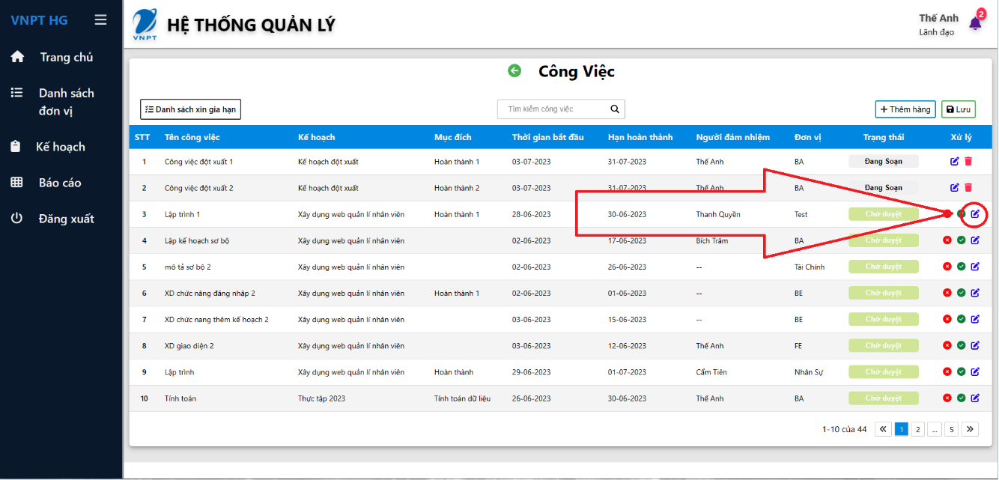 VNPT HG
Trang chủ
Danh sách
đơn vị
Kế hoạch
Báo cáo
Đăng xuất
VNPT
HỆ THỐNG QUẢN LÝ
Thế Anh
Lãnh đạo
2
Công Việc
Danh sách xin gia hạn
Tìm kiếm công việc
Thêm hàng
Lưu
STT Tên công việc Kế hoạch Mục đích Thời gian bắt đầu Hạn hoàn thành Người đảm nhiệm Đơn vị Trạng thái Xử lý
1 Công việc đột xuất 1 Kế hoạch đột xuất Hoàn thành 1 03-07-2023 31-07-2023 Thế Anh BA Đang Soạn
2 Công việc đột xuất 2 Kế hoạch đột xuất Hoàn thành 2 03-07-2023 31-07-2023 Thế Anh BA Đang Soạn
3 Lập trình 1 Xây dụng web quản lí nhân viên Hoàn thành 1 28-06-2023 30-06-2023 Thanh Quyền Test Chờ duyệt
4 Lập kế hoạch sơ bộ Xây dụng web quản lí nhân viên 02-06-2023 17-06-2023 Bích Trâm BA Chờ duyệt
5 mô tả sơ bộ 2 Xây dụng web quản lí nhân viên 02-06-2023 26-06-2023 -- Tài Chính Chờ duyệt
6 XD chức năng đăng nhập 2 Xây dụng web quản lí nhân viên Hoàn thành 1 02-06-2023 01-06-2023 -- BE Chờ duyệt
7 XD chức nang thêm kế hoạch 2 Xây dụng web quản lí nhân viên 03-06-2023 15-06-2023 -- BE Chờ duyệt
8 XD giao diện 2 Xây dụng web quản lí nhân viên 03-06-2023 12-06-2023 Thế Anh FE Chờ duyệt
9 Lập trình Xây dụng web quản lí nhân viên Hoàn thành 29-06-2023 01-07-2023 Cẩm Tiên Nhân Sự Chờ duyệt
10 Tính toán Thực tập 2023 Tính toán dữ liệu 26-06-2023 30-06-2023 Thế Anh BA Chờ duyệt
1-10 của 44 « 1 2 ... 5 »